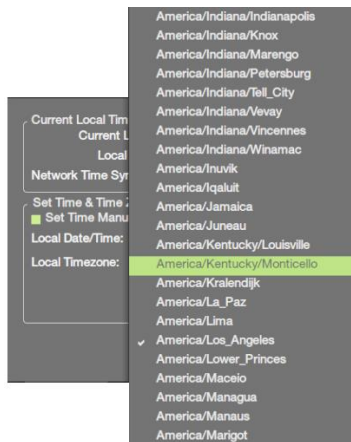 America/Indiana/Indianapolis
America/Indiana/Knox
America/Indiana/Marengo
America/Indiana/Petersburg
America/Indiana/Tell_City
America/Indiana/Vevay
America/Indiana/Vincennes
America/Indiana/Winamac
America/Inuvik
America/Iqaluit
America/Jamaica
America/Juneau
America/Kentucky/Louisville
America/Kentucky/Monticello
America/Kralendijk
America/La_Paz
America/Lima
✓ America/Los_Angeles
America/Lower_Princes
America/Maceio
America/Managua
America/Manaus
America/Marigot
Current Local Tim
Current L
Local
Network Time Syn
Set Time & Time
Set Time Manu
Local Date/Time:
Local Timezone: